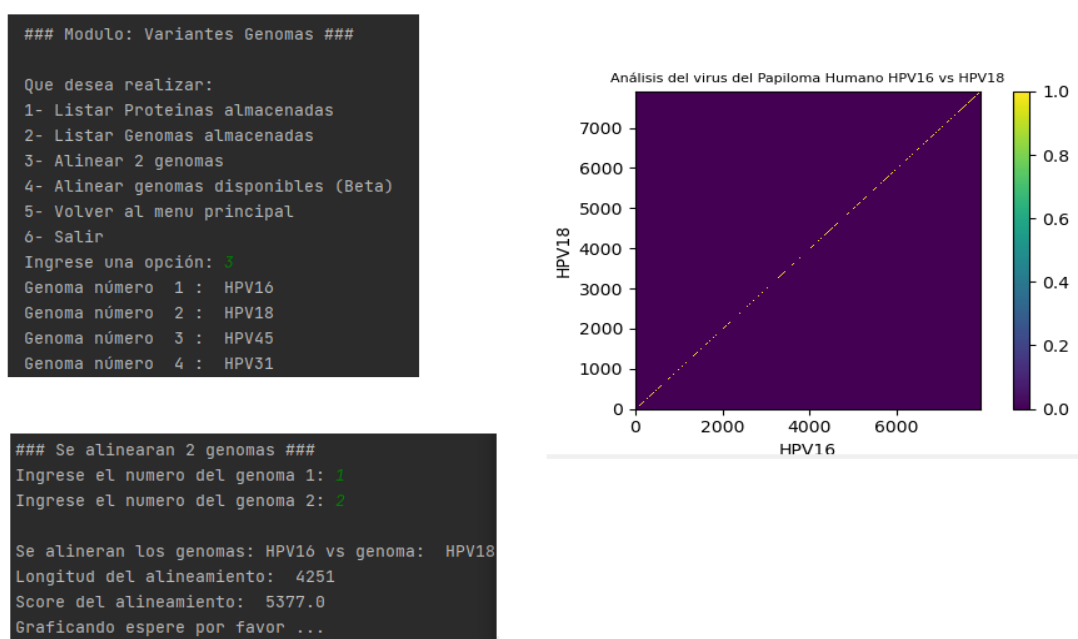 ### Modulo: Variantes Genomas ###
Que desea realizar:
1- Listar Proteinas almacenadas
2- Listar Genomas almacenadas
3- Alinear 2 genomas
4- Alinear genomas disponibles (Beta)
5- Volver al menu principal
6- Salir
Ingrese una opción: 3
Genoma número  1 :  HPV16
Genoma número  2 :  HPV18
Genoma número  3 :  HPV45
Genoma número  4 :  HPV31
### Se alinearan 2 genomas ###
Ingrese el numero del genoma 1: 1
Ingrese el numero del genoma 2: 2
Se alineran los genomas: HPV16 vs genoma:  HPV18
Longitud del alineamiento:  4251
Score del alineamiento:  5377.0
Graficando espere por favor ...
Análisis del virus del Papiloma Humano HPV16 vs HPV18
7000
6000
5000
4000
3000
2000
1000
0
HPV18
0 2000 4000 6000
HPV16
1.0
0.8
0.6
0.4
0.2
0.0